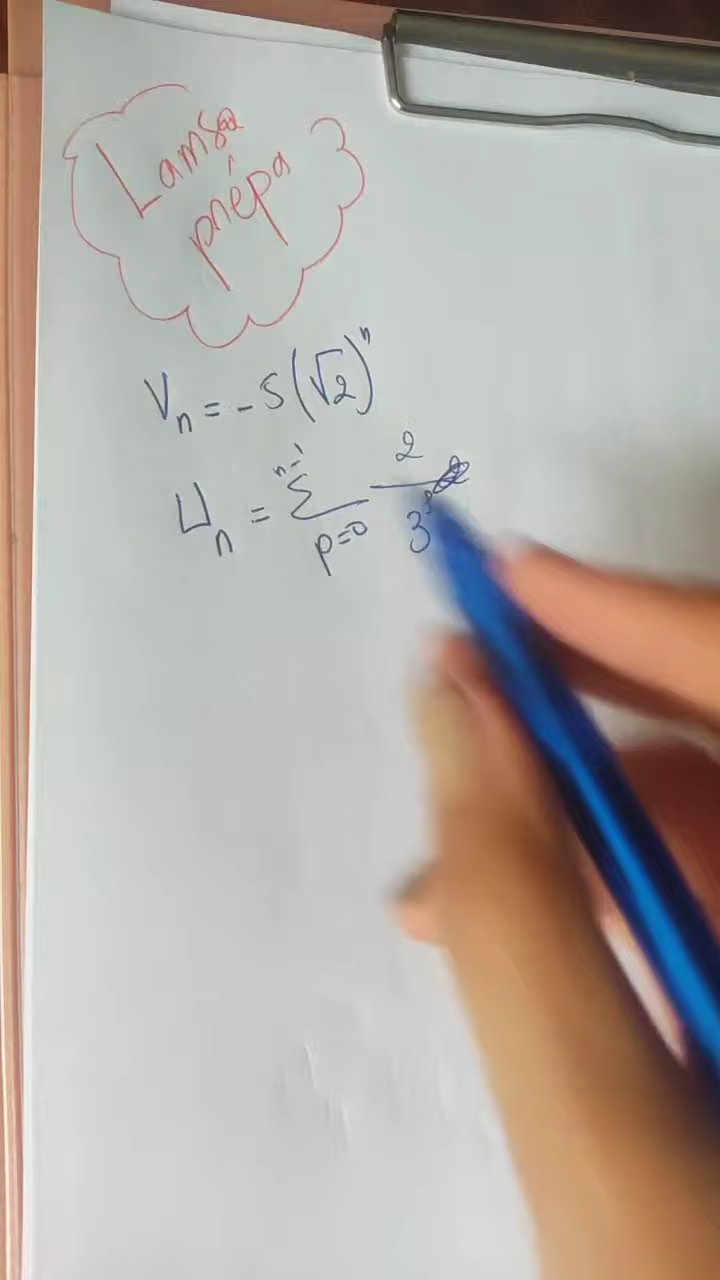 Lamsa
prépa
Vn = -5(√2)^n
Un = Σ_{p=0}^{n-1} 2/3^p